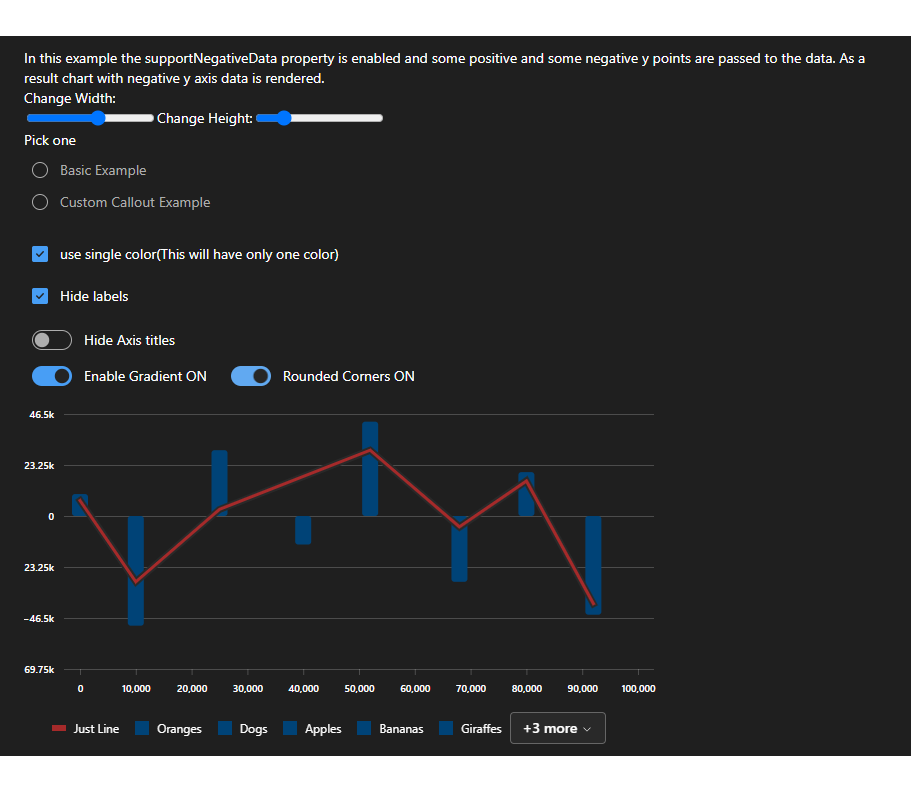 In this example the supportNegativeData property is enabled and some positive and some negative y points are passed to the data. As a
result chart with negative y axis data is rendered.
Change Width:
Change Height:
Pick one
Basic Example
Custom Callout Example
use single color(This will have only one color)
Hide labels
Hide Axis titles
Enable Gradient ON Rounded Corners ON
46.5k
23.25k
0
23.25k
−46.5k
69.75k
0 10,000 20,000 30,000 40,000 50,000 60,000 70,000 80,000 90,000 100,000
Just Line Oranges Dogs Apples Bananas Giraffes +3 more